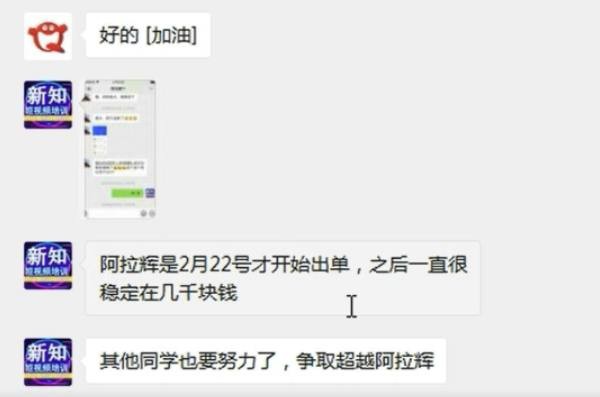 好的 [加油]
新知
短视频培训
新知
短视频培训
阿拉辉是2月22号才开始出单，之后一直很
稳定在几千块钱
新知
短视频培训
其他同学也要努力了，争取超越阿拉辉